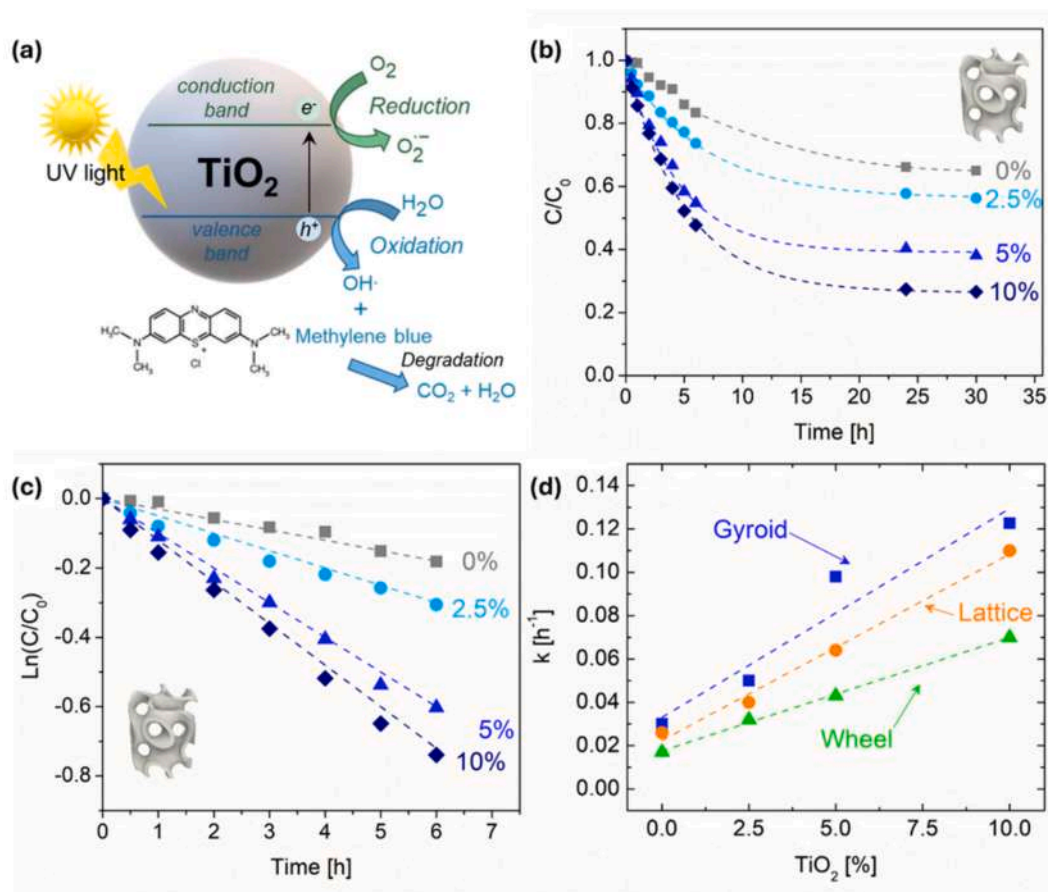 (a)
UV light
conduction
band
e⁻
TiO₂
valence
band
h⁺
O₂
Reduction
O₂·⁻
H₂O
Oxidation
OH·
+
Methylene blue
Degradation
CO₂ + H₂O
H₃C
N
CH₃
N
S
+
Cl
N
CH₃
CH₃
(b)
C/C₀
1.0
0.8
0.6
0.4
0.2
0.0
0%
2.5%
5%
10%
0 5 10 15 20 25 30 35
Time [h]
(c)
Ln(C/C₀)
0.0
-0.2
-0.4
-0.6
-0.8
0%
2.5%
5%
10%
0 1 2 3 4 5 6 7
Time [h]
(d)
k [h⁻¹]
0.14
0.12
0.10
0.08
0.06
0.04
0.02
0.00
Gyroid
Lattice
Wheel
0.0 2.5 5.0 7.5 10.0
TiO₂ [%]